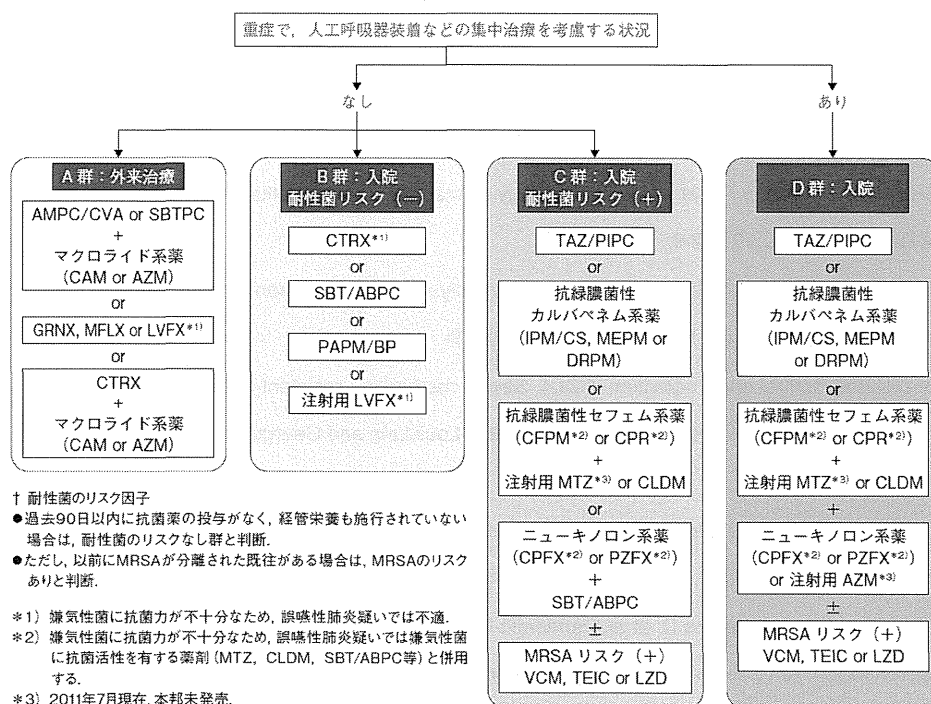 重症で，人工呼吸器装着などの集中治療を考慮する状況
なし
あり
A 群：外来治療
AMPC/CVA or SBTPC
+
マクロライド系薬
(CAM or AZM)
or
GRNX, MFLX or LVFX*1)
or
CTRX
+
マクロライド系薬
(CAM or AZM)
B 群：入院
耐性菌リスク（—）
CTRX*1)
or
SBT/ABPC
or
PAPM/BP
or
注射用 LVFX*1)
C 群：入院
耐性菌リスク（+）
TAZ/PIPC
or
抗緑膿菌性
カルバペネム系薬
(IPM/CS, MEPM or
DRPM)
or
抗緑膿菌性セフェム系薬
(CFPM*2) or CPR*2))
+
注射用 MTZ*3) or CLDM
or
ニューキノロン系薬
(CPFX*2) or PZFX*2))
+
SBT/ABPC
±
MRSA リスク（+）
VCM, TEIC or LZD
D 群：入院
TAZ/PIPC
or
抗緑膿菌性
カルバペネム系薬
(IPM/CS, MEPM
or DRPM)
or
抗緑膿菌性セフェム系薬
(CFPM*2) or CPR*2))
+
注射用 MTZ*3) or CLDM
+
ニューキノロン系薬
(CPFX*2) or PZFX*2))
or 注射用 AZM*3)
±
MRSA リスク（+）
VCM, TEIC or LZD
† 耐性菌のリスク因子
●過去90日以内に抗菌薬の投与がなく，経管栄養も施行されていない
場合は，耐性菌のリスクなし群と判断.
●ただし，以前にMRSAが分離された既往がある場合は，MRSAのリスク
ありと判断.
*1）嫌気性菌に抗菌力が不十分なため，誤嚥性肺炎疑いでは不適.
*2）嫌気性菌に抗菌力が不十分なため，誤嚥性肺炎疑いでは嫌気性菌
に抗菌活性を有する薬剤（MTZ，CLDM，SBT/ABPC等）と併用
する.
*3）2011年7月現在，本邦未発売.